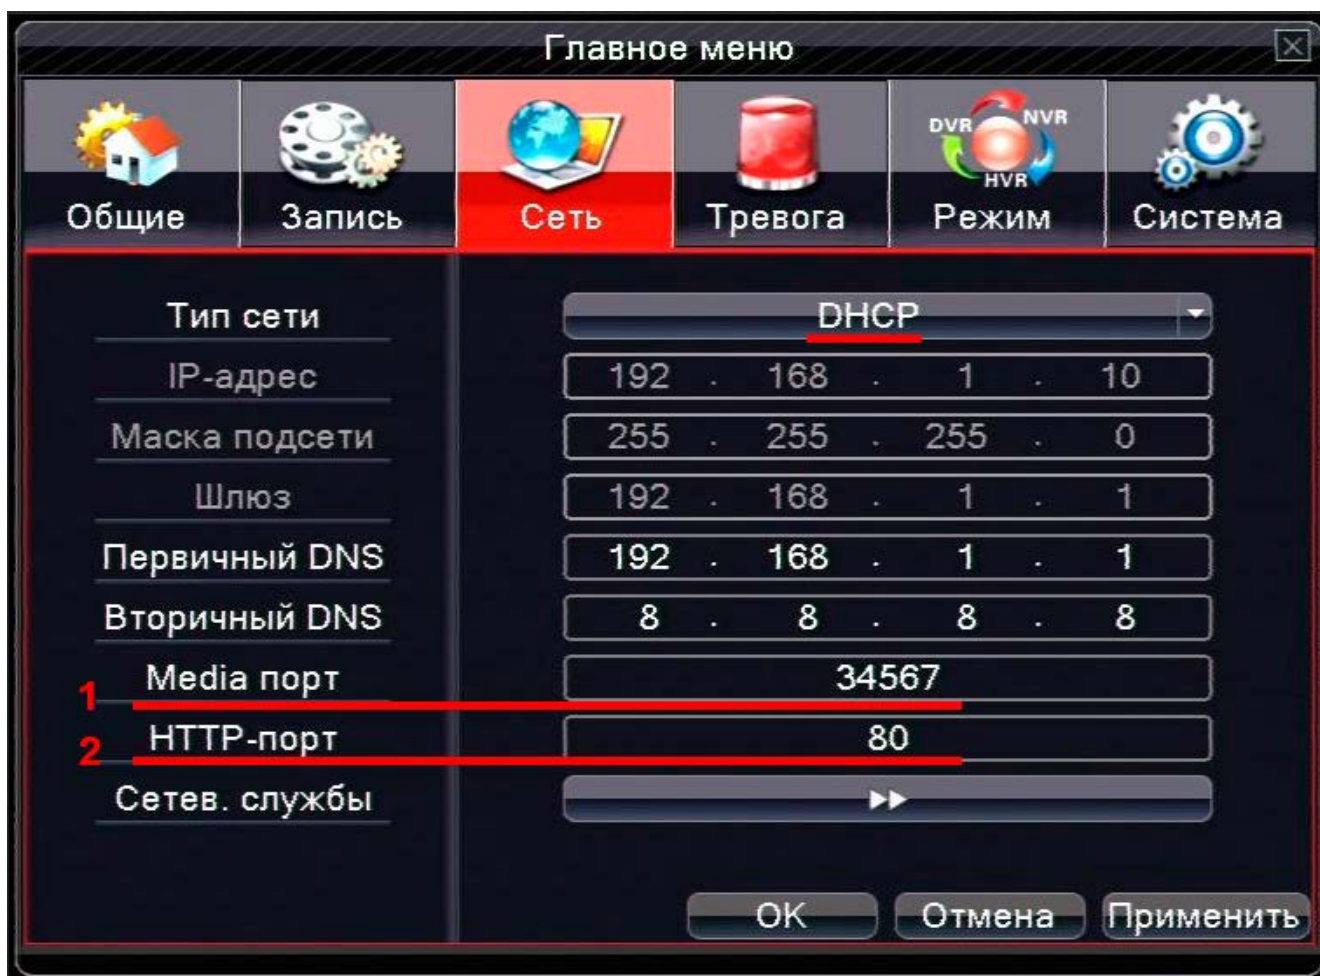 Главное меню
DVR NVR
HVR
Общие Запись Сеть Тревога Режим Система
Тип сети DHCP
IP-адрес 192 . 168 . 1 . 10
Маска подсети 255 . 255 . 255 . 0
Шлюз 192 . 168 . 1 . 1
Первичный DNS 192 . 168 . 1 . 1
Вторичный DNS 8 . 8 . 8 . 8
1 Media порт 34567
2 HTTP-порт 80
Сетев. службы
OK Отмена Применить